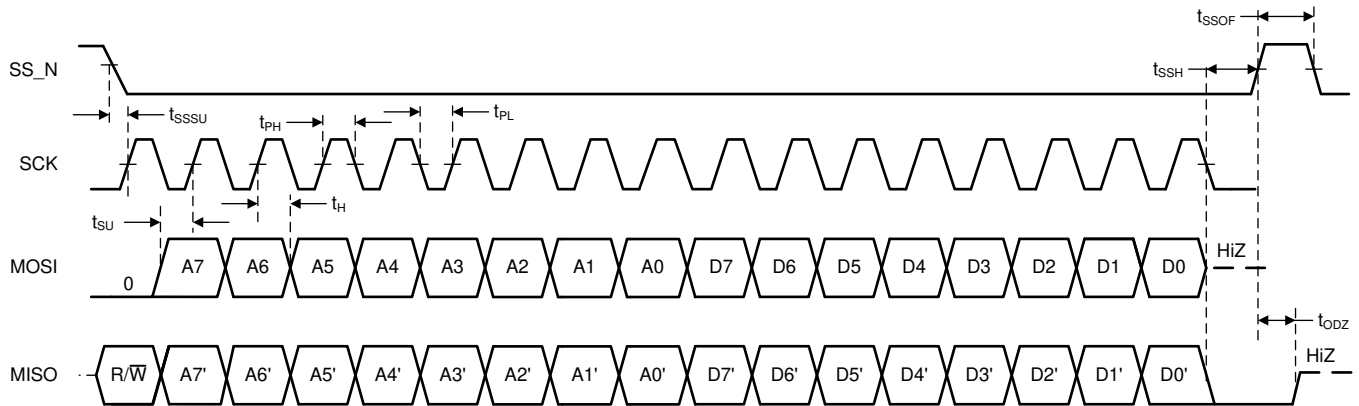 tSSOF
SS_N
tSSH
tSSSU
tPH
tPL
SCK
tSU
tH
MOSI
0 A7 A6 A5 A4 A3 A2 A1 A0 D7 D6 D5 D4 D3 D2 D1 D0 HiZ
tODZ
MISO R/W̅ A7' A6' A5' A4' A3' A2' A1' A0' D7' D6' D5' D4' D3' D2' D1' D0' HiZ